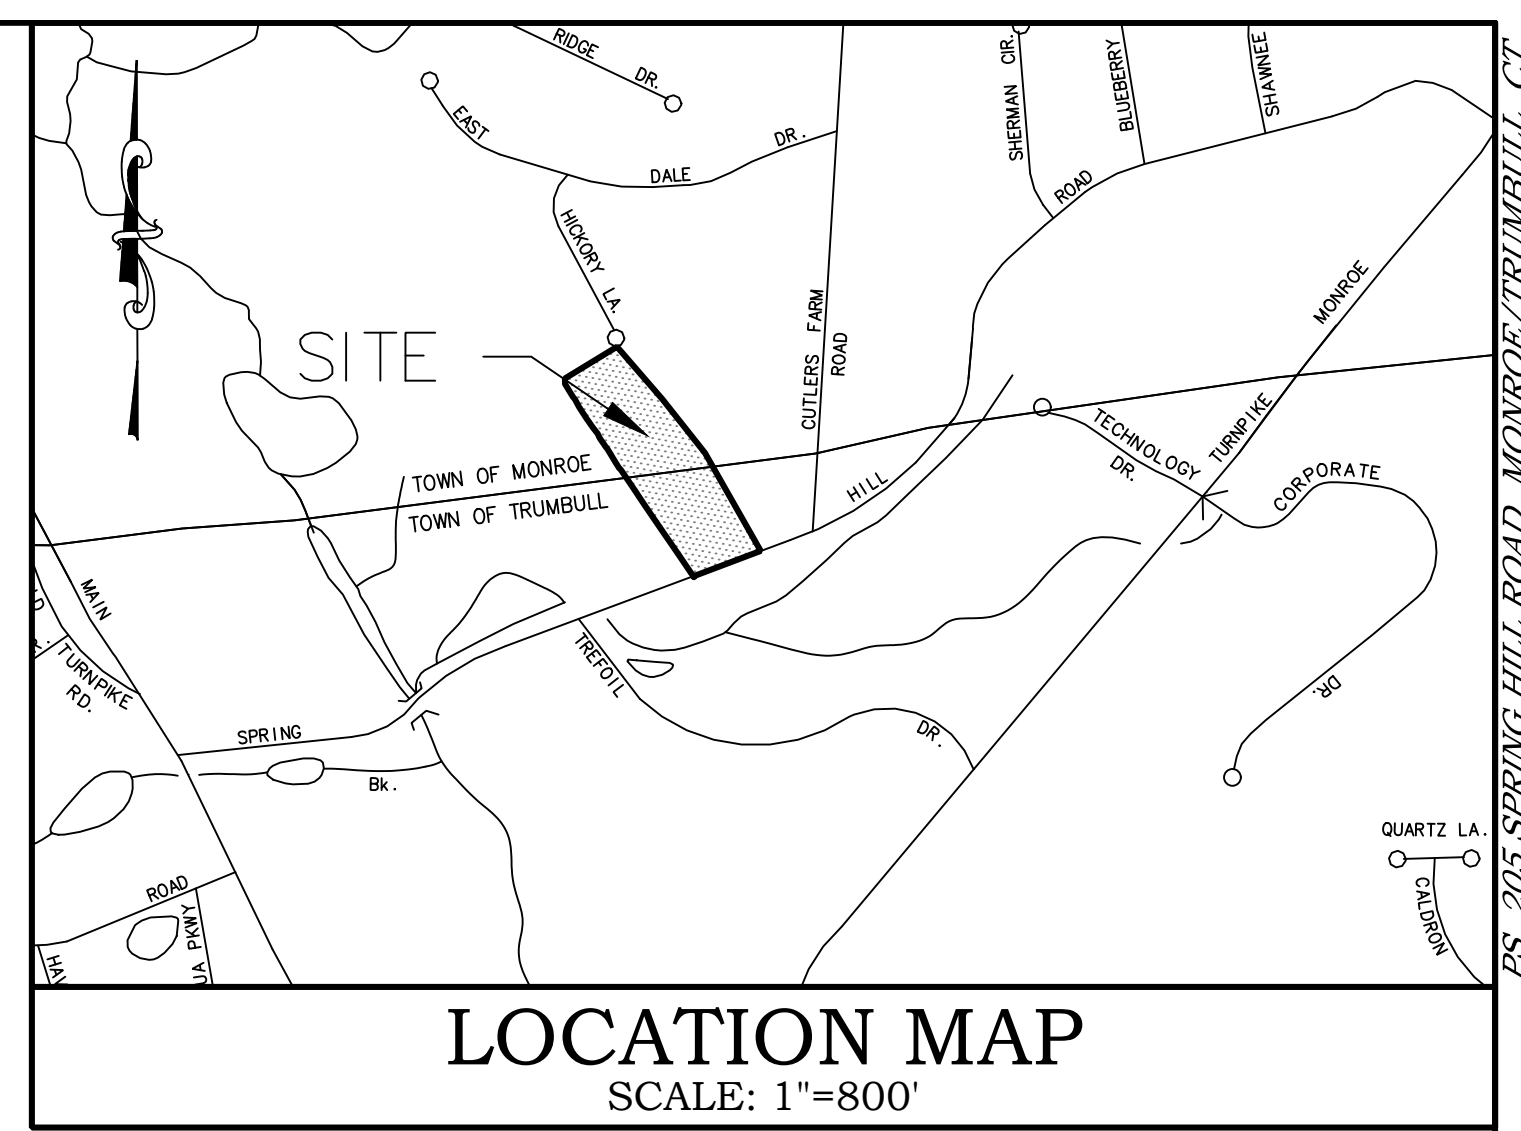 RIDGE DR.
EAST DALE DR.
HICKORY LA.
SHERMAN CIR.
BLUEBERRY
SHAWNEE
ROAD
MONROE
TURNPIKE
CUTLERS FARM
ROAD
SITE
TOWN OF MONROE
TOWN OF TRUMBULL
HILL
TECHNOLOGY
DR.
CORPORATE
DR.
MAIN
TURNPIKE
RD.
TREFOIL
DR.
SPRING
Bk.
ROAD
UA PKWY
HAV
QUARTZ LA.
CALDRON
LOCATION MAP
SCALE: 1"=800'
PS 205 SPRING HILL ROAD MONROE/TRUMBULL CT